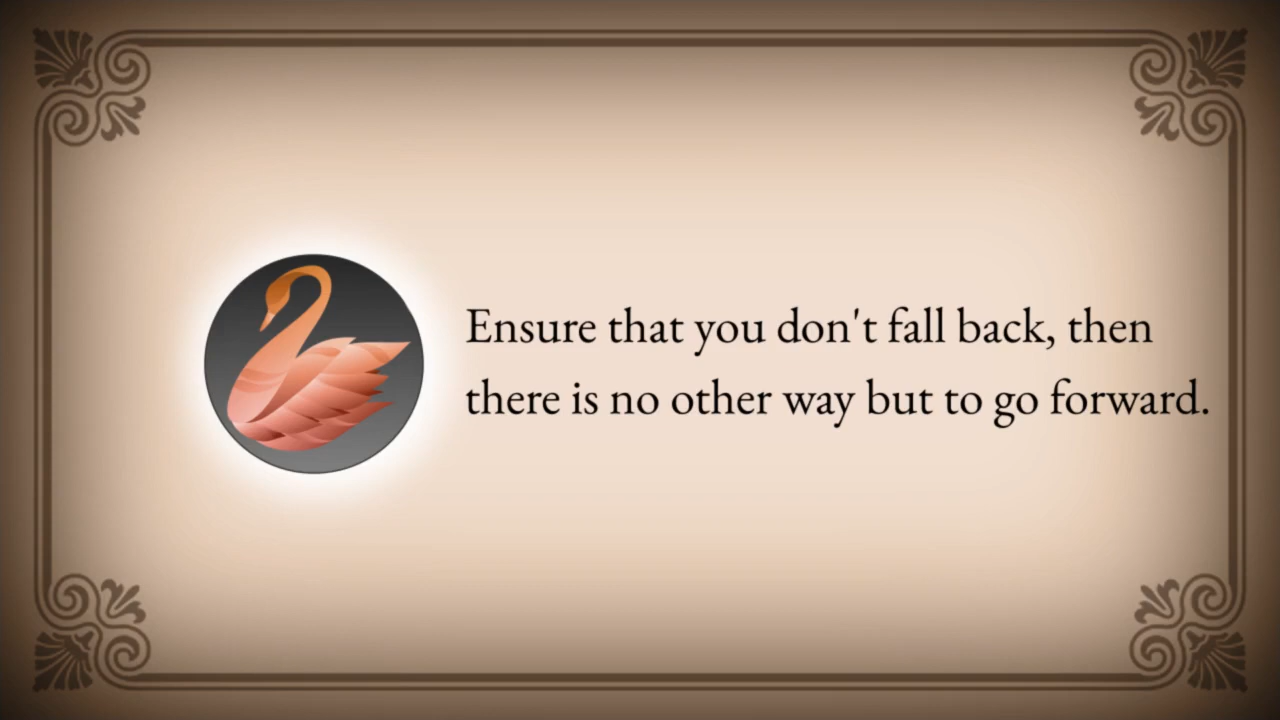 Ensure that you don't fall back, then
there is no other way but to go forward.